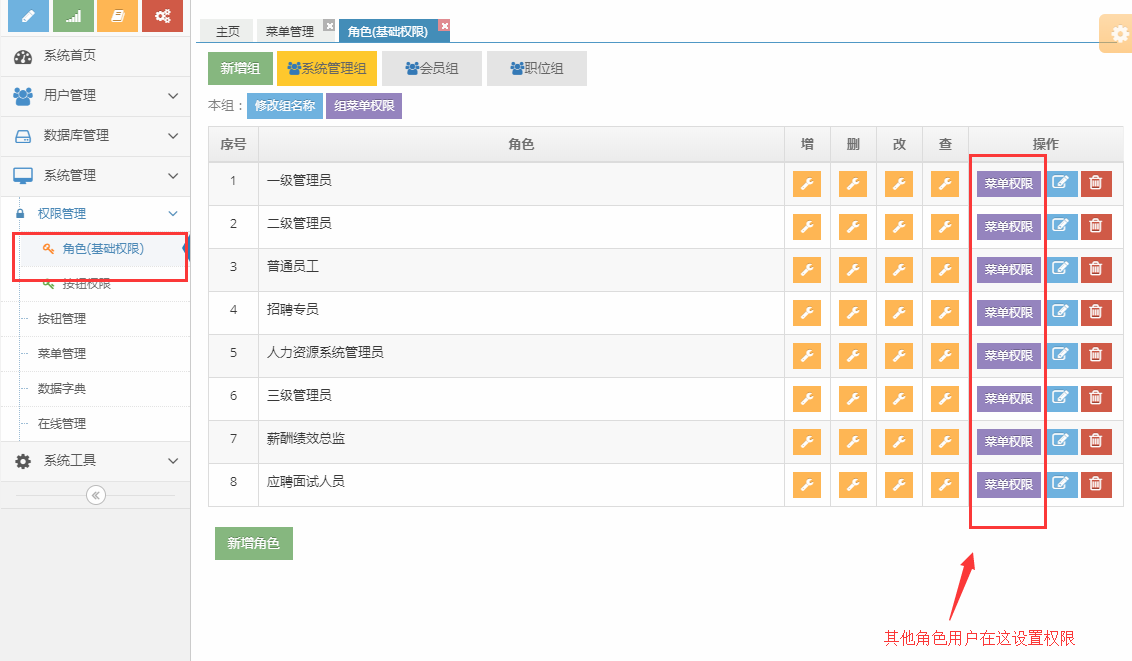 主页 菜单管理 角色(基础权限)
系统首页
用户管理
数据库管理
系统管理
权限管理
角色(基础权限)
按钮权限
按钮管理
菜单管理
数据字典
在线管理
系统工具
新增组 系统管理组 会员组 职位组
本组： 修改组名称 组菜单权限
序号 角色 增 删 改 查 操作
1 一级管理员 菜单权限
2 二级管理员 菜单权限
3 普通员工 菜单权限
4 招聘专员 菜单权限
5 人力资源系统管理员 菜单权限
6 三级管理员 菜单权限
7 薪酬绩效总监 菜单权限
8 应聘面试人员 菜单权限
新增角色
其他角色用户在这设置权限